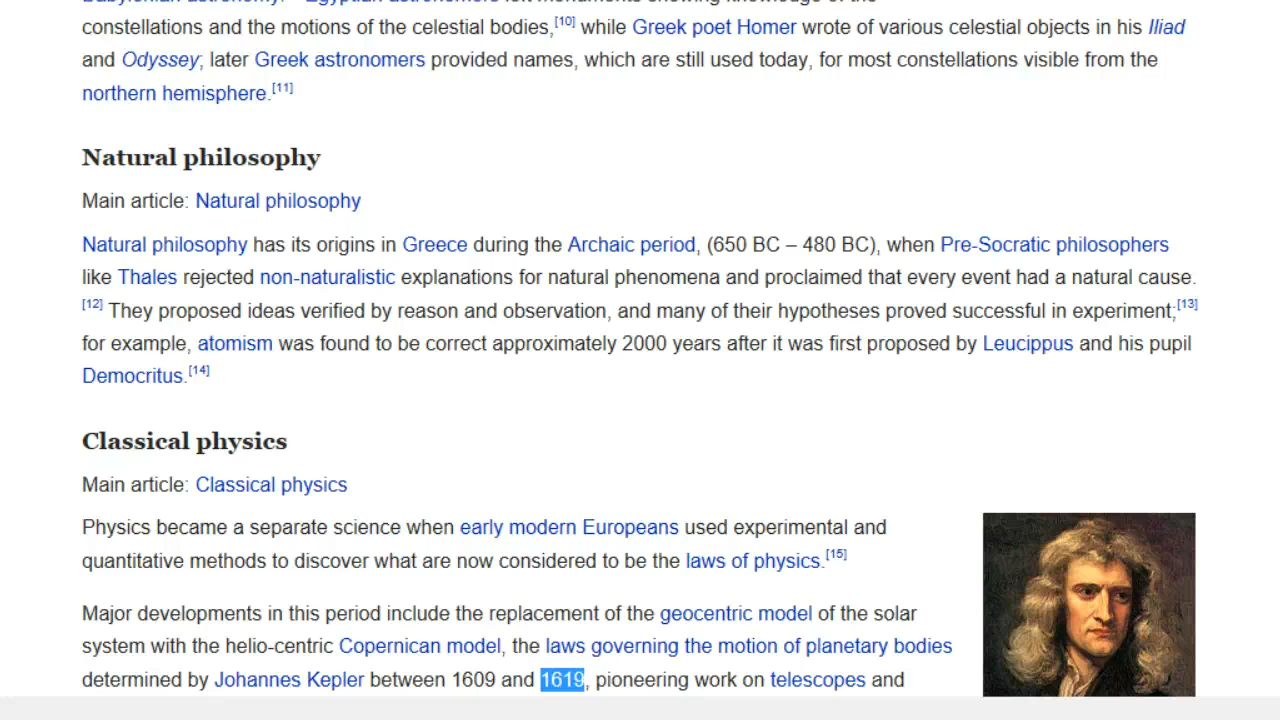 constellations and the motions of the celestial bodies,[10] while Greek poet Homer wrote of various celestial objects in his Iliad
and Odyssey; later Greek astronomers provided names, which are still used today, for most constellations visible from the
northern hemisphere.[11]
Natural philosophy
Main article: Natural philosophy
Natural philosophy has its origins in Greece during the Archaic period, (650 BC – 480 BC), when Pre-Socratic philosophers
like Thales rejected non-naturalistic explanations for natural phenomena and proclaimed that every event had a natural cause.
[12] They proposed ideas verified by reason and observation, and many of their hypotheses proved successful in experiment;[13]
for example, atomism was found to be correct approximately 2000 years after it was first proposed by Leucippus and his pupil
Democritus.[14]
Classical physics
Main article: Classical physics
Physics became a separate science when early modern Europeans used experimental and
quantitative methods to discover what are now considered to be the laws of physics.[15]
Major developments in this period include the replacement of the geocentric model of the solar
system with the helio-centric Copernican model, the laws governing the motion of planetary bodies
determined by Johannes Kepler between 1609 and 1619, pioneering work on telescopes and